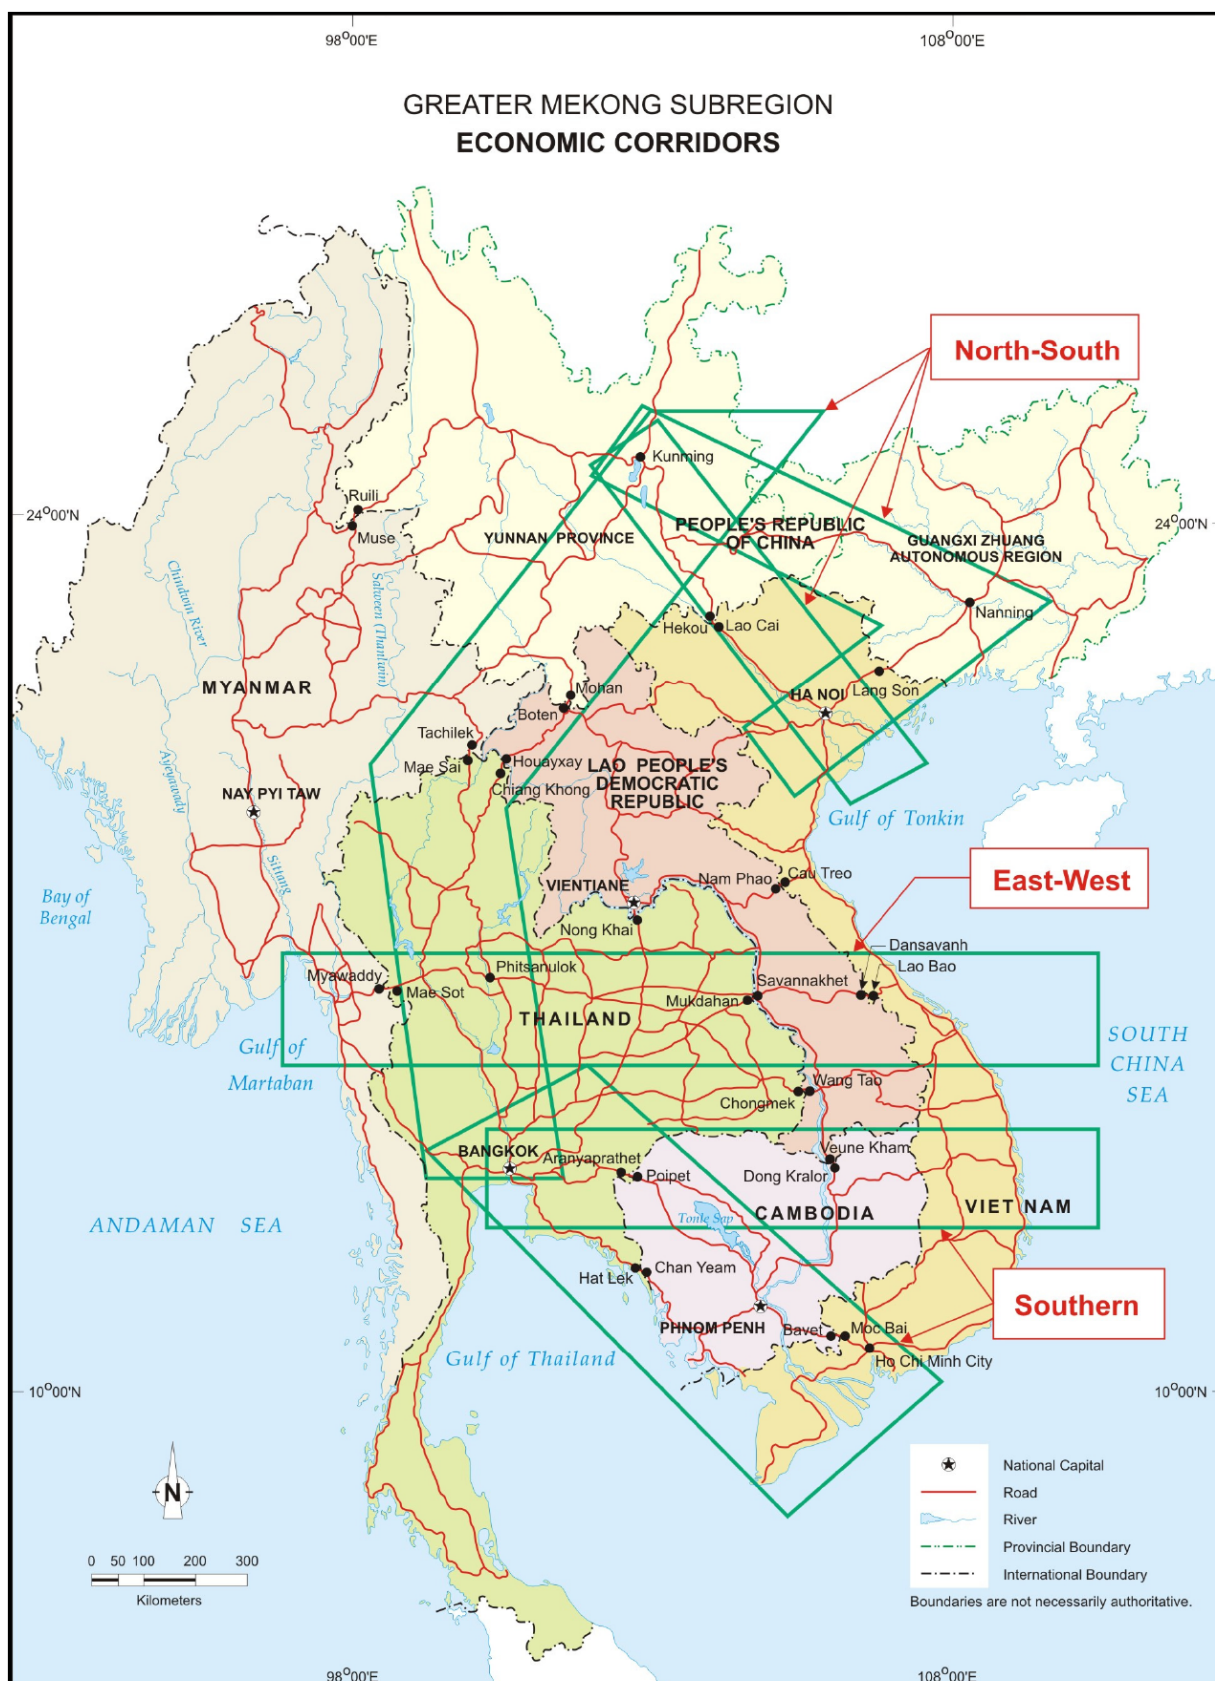 98°00'E
108°00'E
GREATER MEKONG SUBREGION
ECONOMIC CORRIDORS
North-South
Kunming
Ruili
24°00'N
24°00'N
Muse
YUNNAN PROVINCE
PEOPLE'S REPUBLIC
OF CHINA
GUANGXI ZHUANG
AUTONOMOUS REGION
Chindwin River
Salween (Thanlwin)
Nanning
Hekou
Lao Cai
MYANMAR
Mohan
Boten
HA NOI
Lang Son
Tachilek
Mae Sai
Houayxay
Chiang Khong
LAO PEOPLE'S
DEMOCRATIC
REPUBLIC
Ayeyawady
NAY PYI TAW
Sittang
Gulf of Tonkin
Bay of
Bengal
VIENTIANE
Nam Phao
Cau Treo
East-West
Nong Khai
Dansavanh
Lao Bao
Myawaddy
Mae Sot
Phitsanulok
Savannakhet
Mukdahan
THAILAND
Gulf of
Martaban
SOUTH
CHINA
SEA
Wang Tao
Chongmek
BANGKOK
Aranyaprathet
Poipet
Veune Kham
Dong Kralor
ANDAMAN SEA
Tonle Sap
CAMBODIA
VIET NAM
Hat Lek
Chan Yeam
Southern
PHNOM PENH
Bavet
Moc Bai
Ho Chi Minh City
Gulf of Thailand
10°00'N
10°00'N
N
0 50 100 200 300
Kilometers
National Capital
Road
River
Provincial Boundary
International Boundary
Boundaries are not necessarily authoritative.
98°00'E
108°00'E